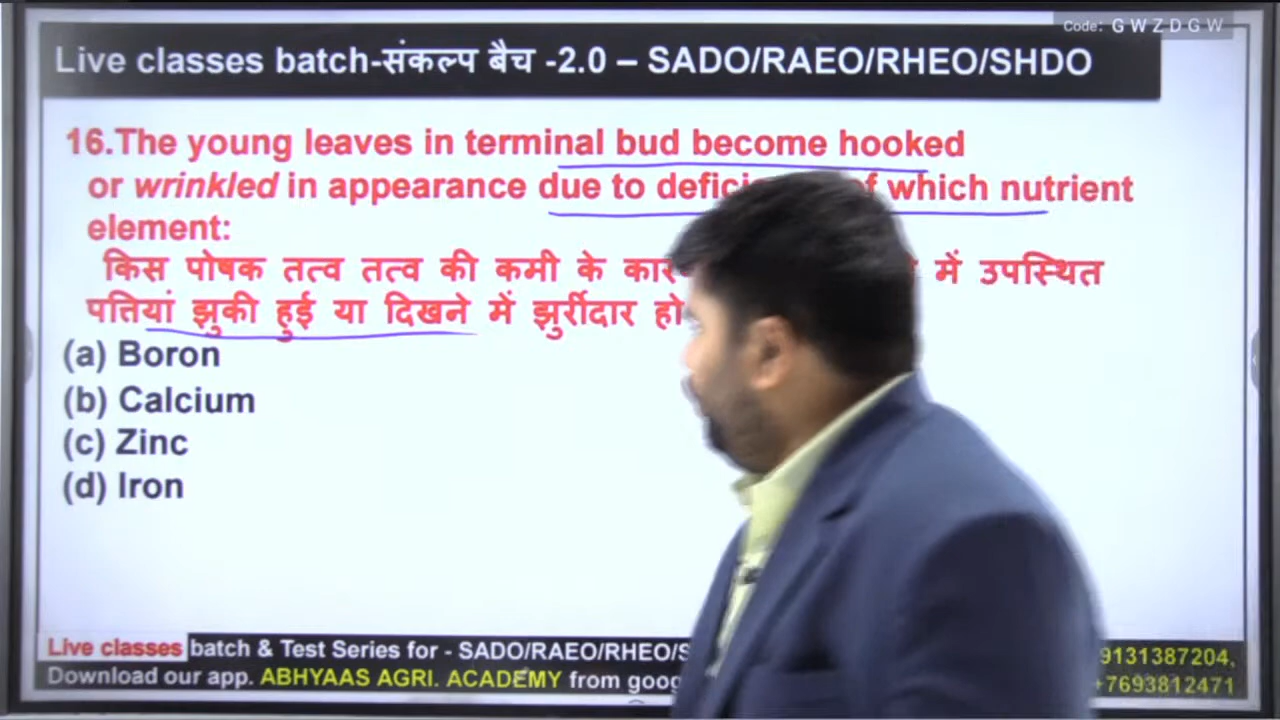 Code: G W Z D G W
Live classes batch-संकल्प बैच -2.0 – SADO/RAEO/RHEO/SHDO
16.The young leaves in terminal bud become hooked
or wrinkled in appearance due to which nutrient
element:
किस पोषक तत्व तत्व की कमी के में उपस्थित
पत्तियां झुकी हुई या दिखने में झुर्रीदार हो
(a) Boron
(b) Calcium
(c) Zinc
(d) Iron
Live classes batch & Test Series for - SADO/RAEO/RHEO/S
Download our app. ABHYAAS AGRI. ACADEMY from
9131387204,
7693812471